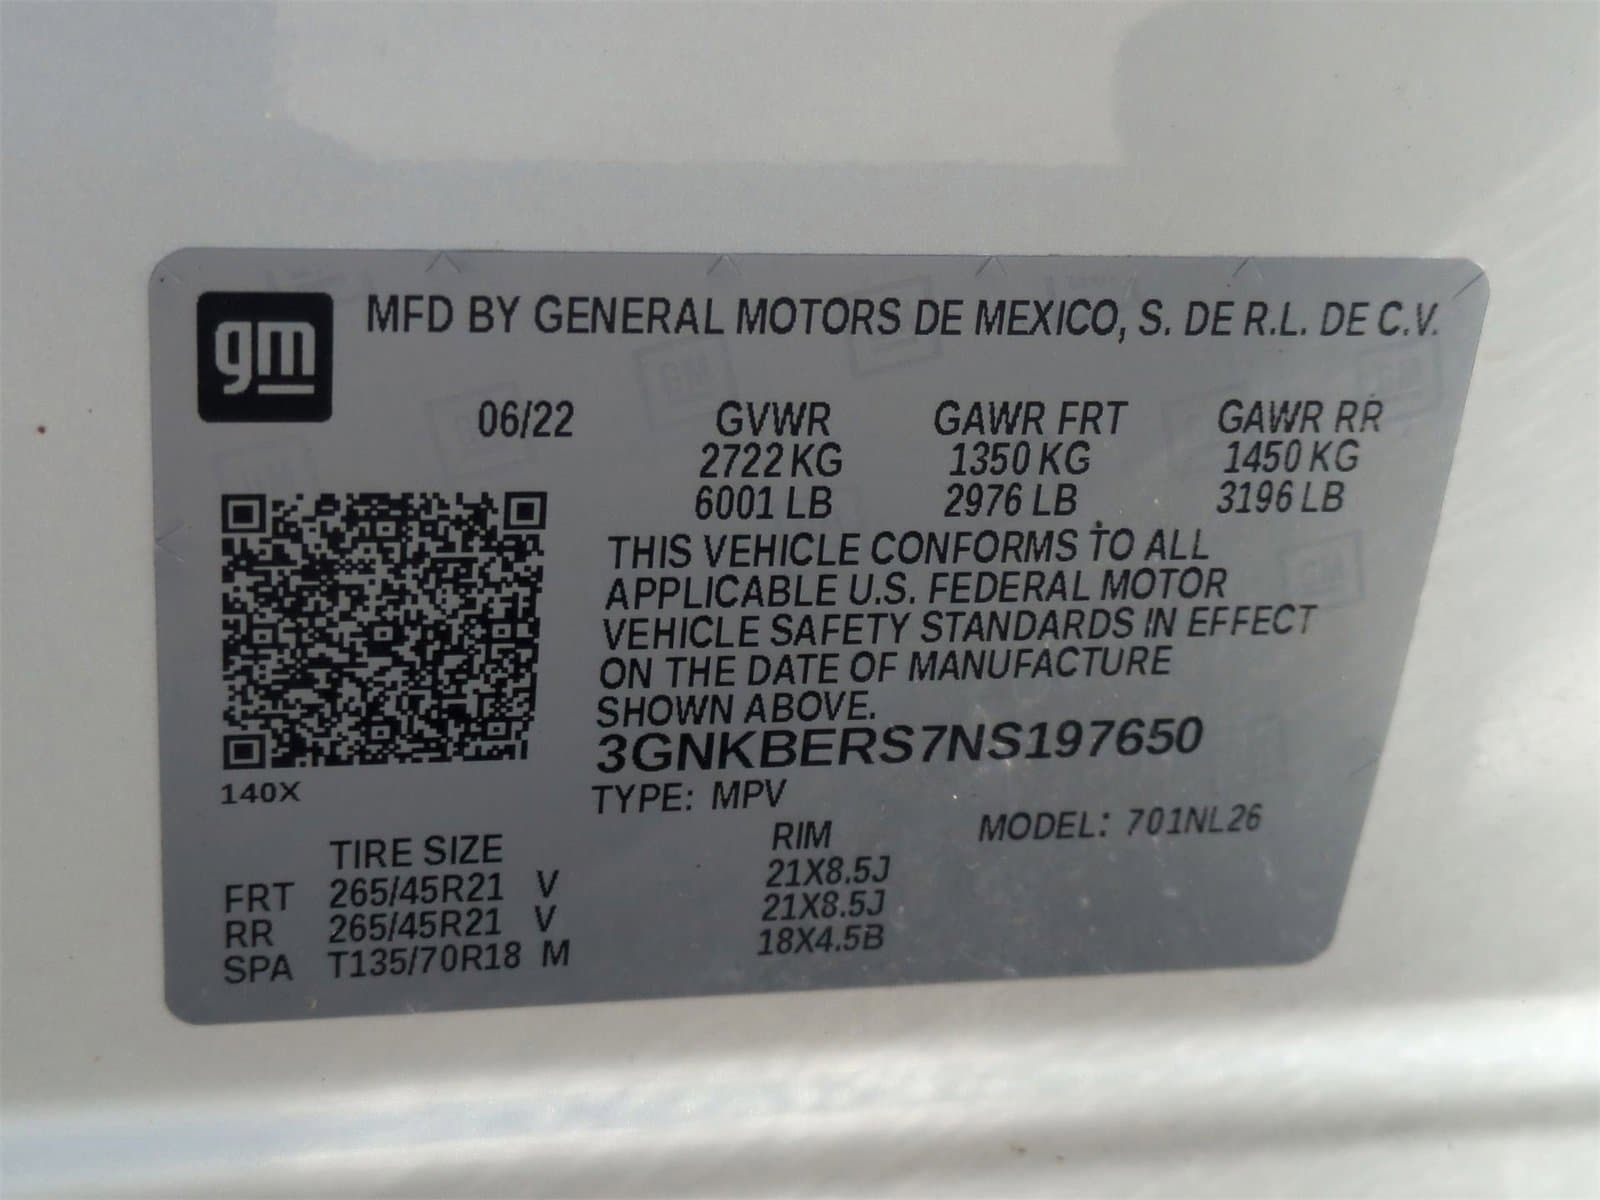 gm MFD BY GENERAL MOTORS DE MEXICO, S. DE R.L. DE C.V.
06/22 GVWR GAWR FRT GAWR RR
2722 KG 1350 KG 1450 KG
6001 LB 2976 LB 3196 LB
THIS VEHICLE CONFORMS TO ALL
APPLICABLE U.S. FEDERAL MOTOR
VEHICLE SAFETY STANDARDS IN EFFECT
ON THE DATE OF MANUFACTURE
SHOWN ABOVE.
3GNKBERS7NS197650
140X TYPE: MPV
TIRE SIZE RIM MODEL: 701NL26
FRT 265/45R21 V 21X8.5J
RR 265/45R21 V 21X8.5J
SPA T135/70R18 M 18X4.5B